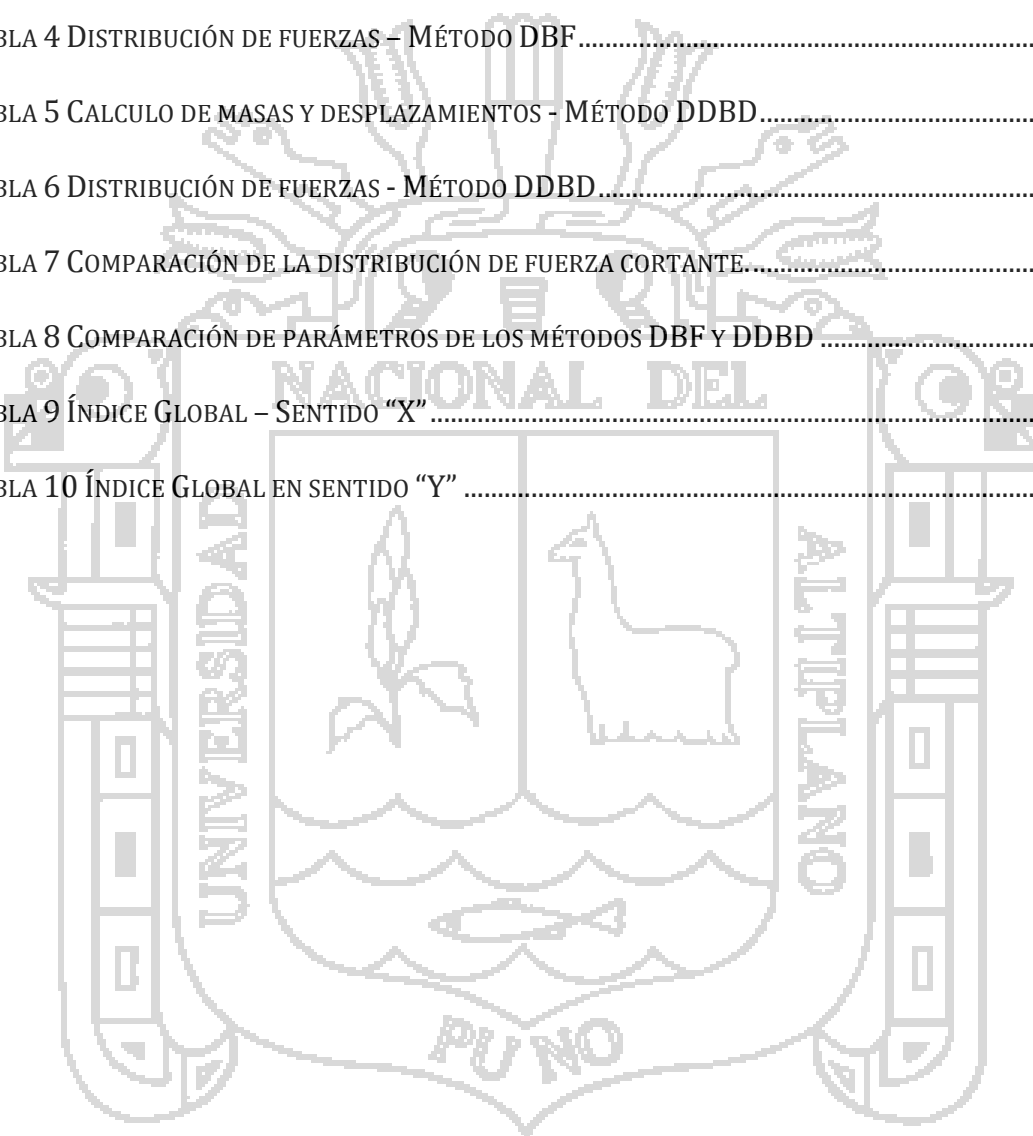 BLA 4 DISTRIBUCIÓN DE FUERZAS – MÉTODO DBF
BLA 5 CALCULO DE MASAS Y DESPLAZAMIENTOS - MÉTODO DDBD
BLA 6 DISTRIBUCIÓN DE FUERZAS - MÉTODO DDBD
BLA 7 COMPARACIÓN DE LA DISTRIBUCIÓN DE FUERZA CORTANTE.
BLA 8 COMPARACIÓN DE PARÁMETROS DE LOS MÉTODOS DBF Y DDBD
BLA 9 ÍNDICE GLOBAL – SENTIDO “X”
BLA 10 ÍNDICE GLOBAL EN SENTIDO “Y”
UNIVERSIDAD
NACIONAL DEL
ALTIPLANO
PUNO